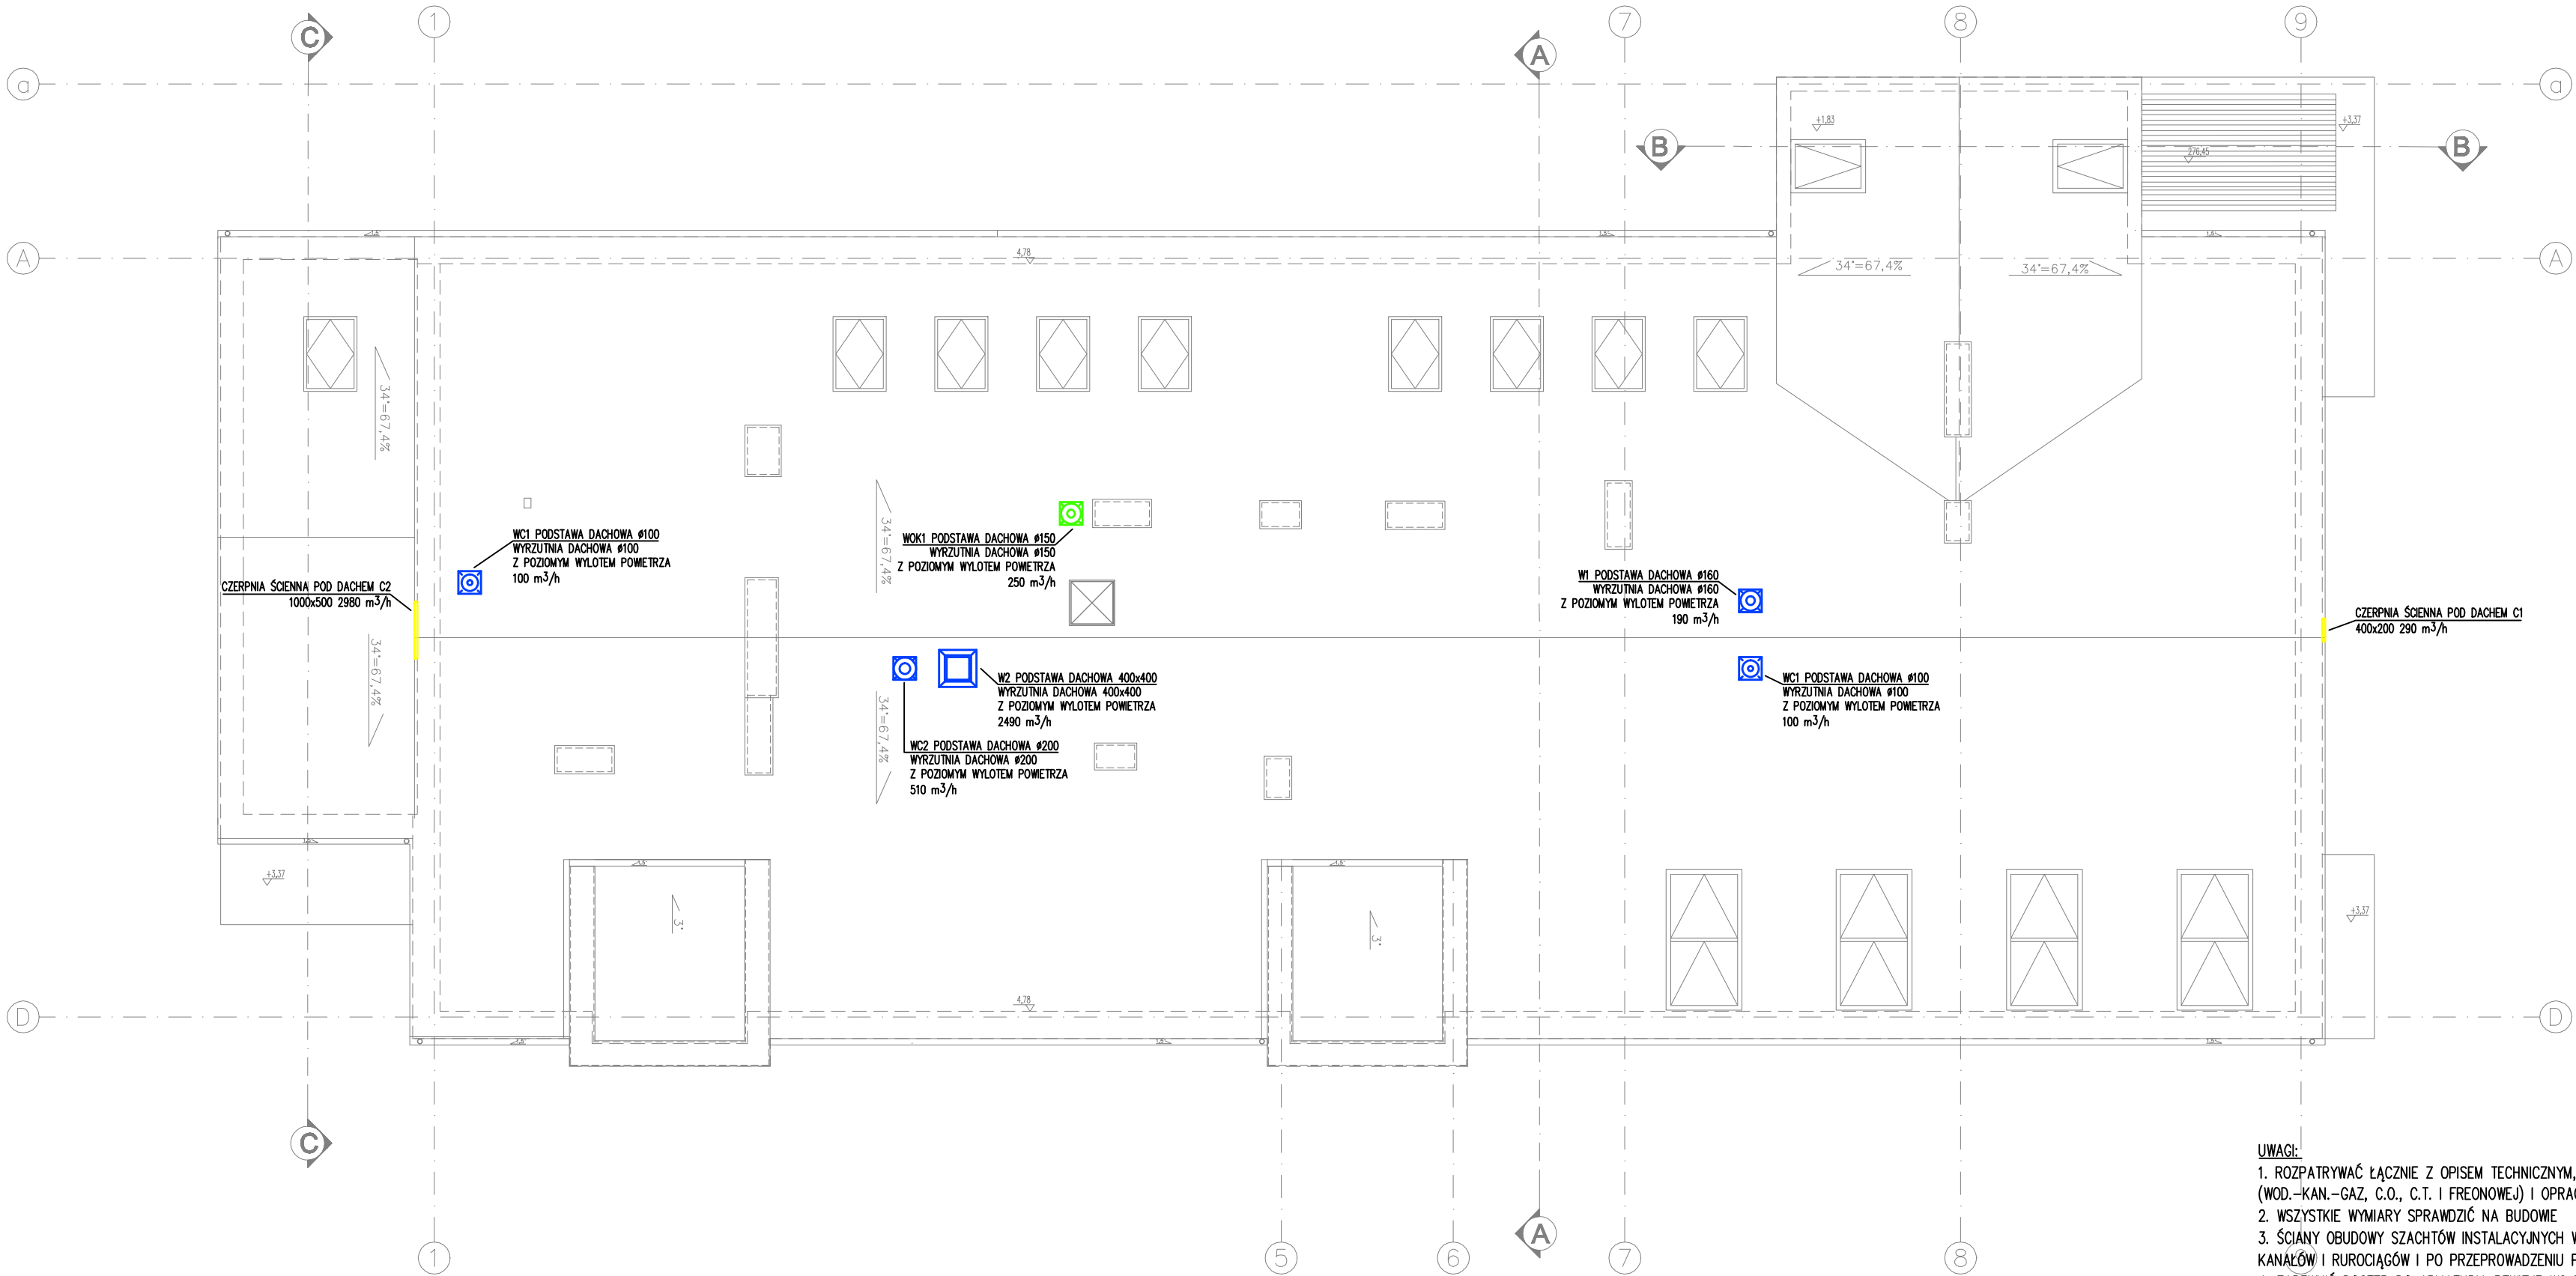 C
1
A
7
8
9
a
a
B
+1,83
+3,37
276,45
B
A
4,78
34°=67,4%
34°=67,4%
A
34°=67,4%
34°=67,4%
WC1 PODSTAWA DACHOWA ø100
WYRZUTNIA DACHOWA ø100
Z POZIOMYM WYLOTEM POWIETRZA
100 m3/h
WOK1 PODSTAWA DACHOWA ø150
WYRZUTNIA DACHOWA ø150
Z POZIOMYM WYLOTEM POWIETRZA
250 m3/h
CZERPNIA ŚCIENNA POD DACHEM C2
1000x500 2980 m3/h
W1 PODSTAWA DACHOWA ø160
WYRZUTNIA DACHOWA ø160
Z POZIOMYM WYLOTEM POWIETRZA
190 m3/h
CZERPNIA ŚCIENNA POD DACHEM C1
400x200 290 m3/h
34°=67,4%
34°=67,4%
W2 PODSTAWA DACHOWA 400x400
WYRZUTNIA DACHOWA 400x400
Z POZIOMYM WYLOTEM POWIETRZA
2490 m3/h
WC1 PODSTAWA DACHOWA ø100
WYRZUTNIA DACHOWA ø100
Z POZIOMYM WYLOTEM POWIETRZA
100 m3/h
WC2 PODSTAWA DACHOWA ø200
WYRZUTNIA DACHOWA ø200
Z POZIOMYM WYLOTEM POWIETRZA
510 m3/h
+3,37
3°
3°
+3,37
D
4,78
D
C
A
1
5
6
7
8
UWAGI:
1. ROZPATRYWAĆ ŁĄCZNIE Z OPISEM TECHNICZNYM,
(WOD.-KAN.-GAZ, C.O., C.T. I FREONOWEJ) I OPRA
2. WSZYSTKIE WYMIARY SPRAWDZIĆ NA BUDOWIE
3. ŚCIANY OBUDOWY SZACHTÓW INSTALACYJNYCH W
KANAŁÓW I RUROCIĄGÓW I PO PRZEPROWADZENIU